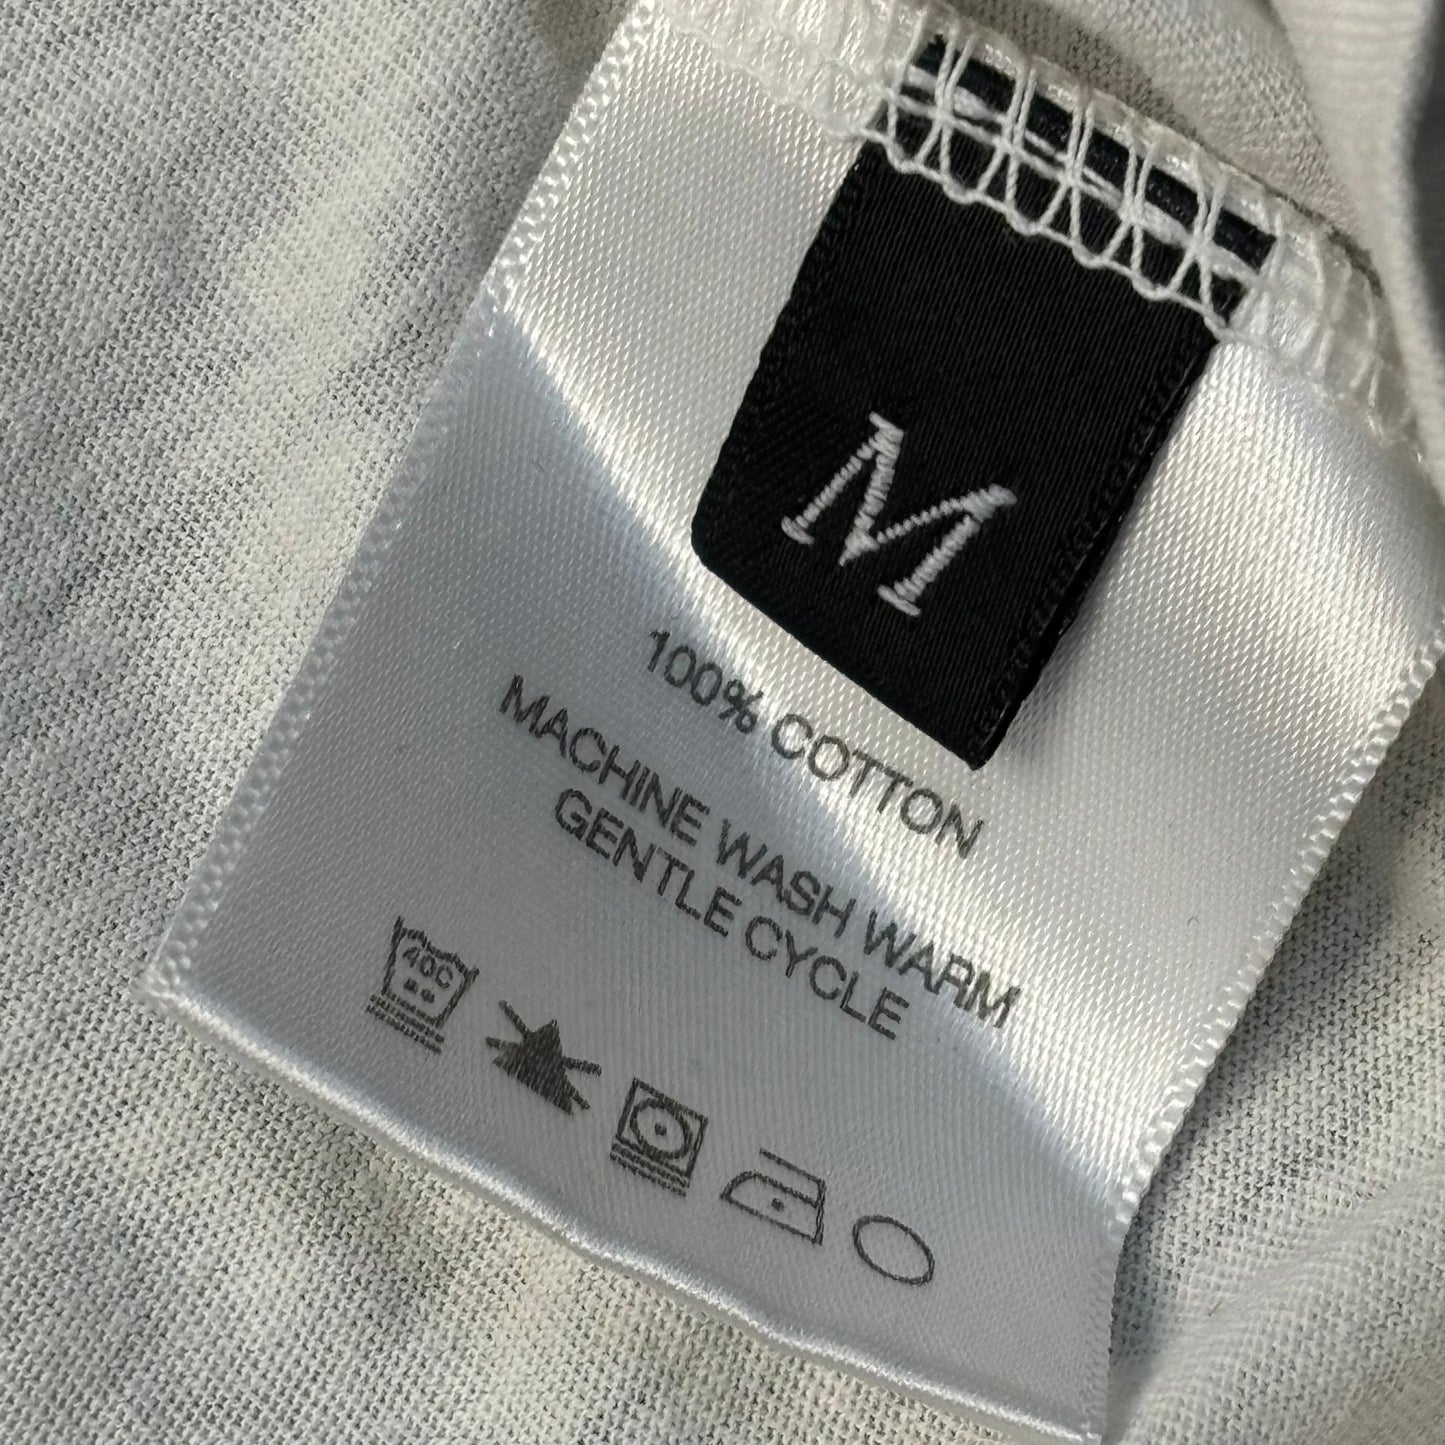 M
100% COTTON
MACHINE WASH WARM
GENTLE CYCLE
40C